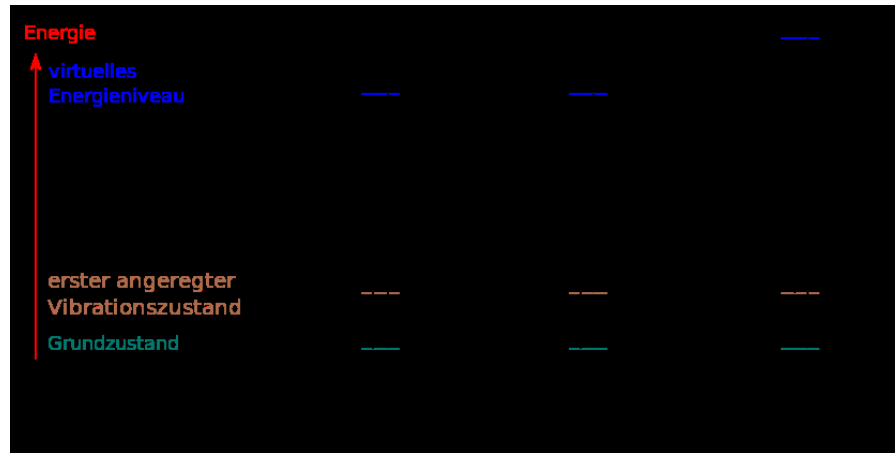 Energie
virtuelles
Energieniveau
erster angeregter
Vibrationszustand
Grundzustand